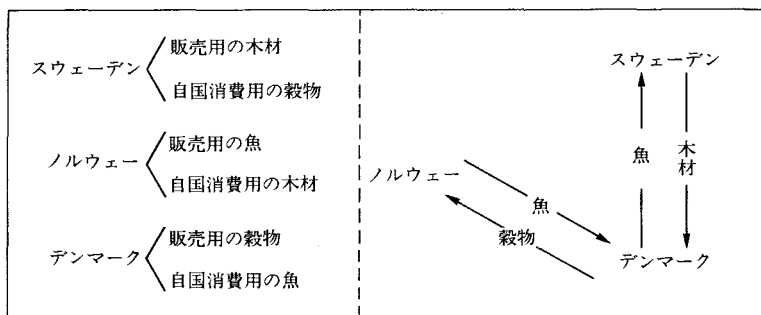 スウェーデン
販売用の木材
自国消費用の穀物
ノルウェー
販売用の魚
自国消費用の木材
デンマーク
販売用の穀物
自国消費用の魚
スウェーデン
魚
木材
ノルウェー
魚
穀物
デンマーク